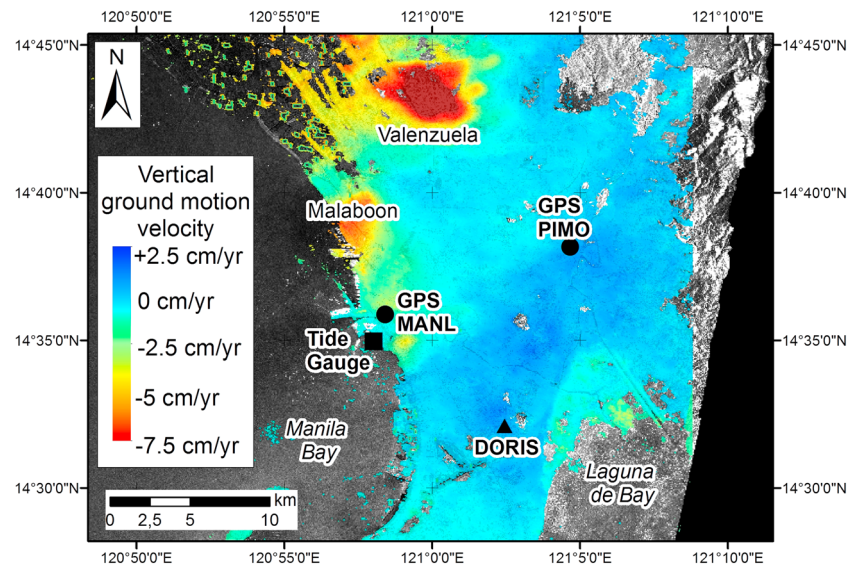 120°50'0"E 120°55'0"E 121°0'0"E 121°5'0"E 121°10'0"E
14°45'0"N
14°45'0"N
N
Valenzuela
Vertical
ground motion
velocity
+2.5 cm/yr
0 cm/yr
-2.5 cm/yr
-5 cm/yr
-7.5 cm/yr
14°40'0"N
14°40'0"N
Malaboon
GPS
PIMO
GPS
MANL
14°35'0"N
14°35'0"N
Tide
Gauge
Manila
Bay
DORIS
Laguna
de Bay
14°30'0"N
14°30'0"N
km
0 2,5 5 10
120°50'0"E 120°55'0"E 121°0'0"E 121°5'0"E 121°10'0"E